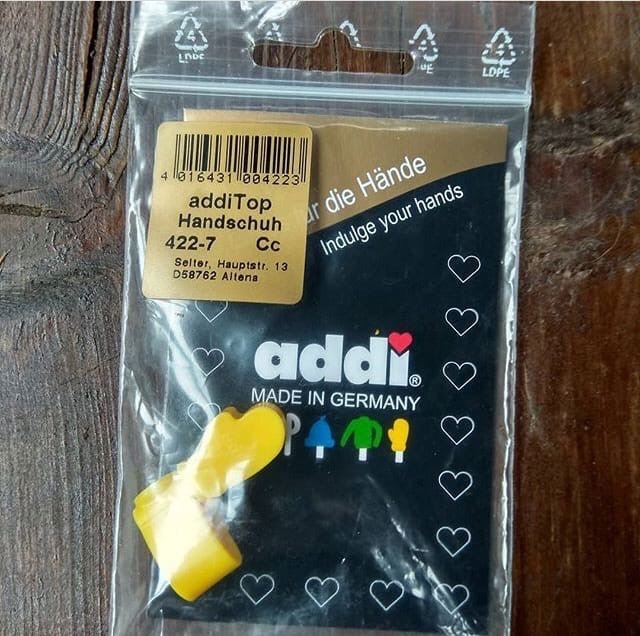 LDPE
LDPE
4 016431 004223
addiTop
Handschuh
422-7 Cc
Selter, Hauptstr. 13
D58762 Altena
die Hände
Indulge your hands
addi®
MADE IN GERMANY